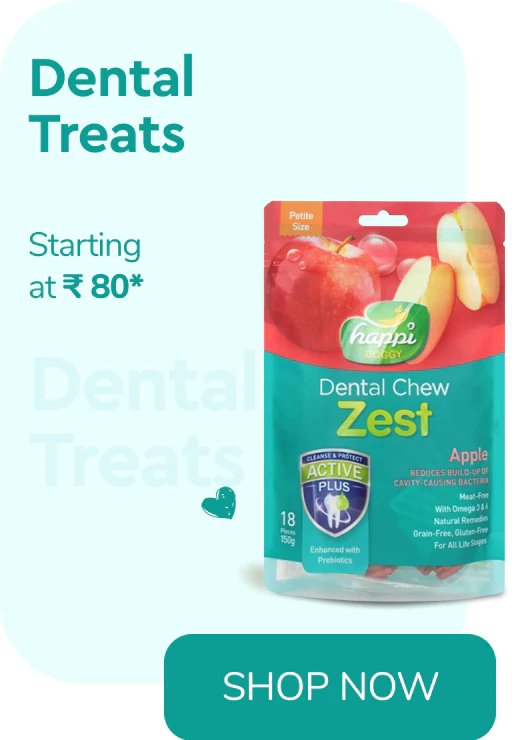 Dental
Treats
Starting
at ₹ 80*
Dental
Treats
Petite
Size
happi
DOGGY
Dental Chew
Zest
Apple
REDUCES BUILD-UP OF
CAVITY-CAUSING BACTERIA
CLEANSE & PROTECT
ACTIVE
PLUS
Meat-Free
With Omega 3 & 6
Natural Remedies
Grain-Free, Gluten-Free
For All Life Stages
18
Pieces
150g
Enhanced with
Prebiotics
SHOP NOW